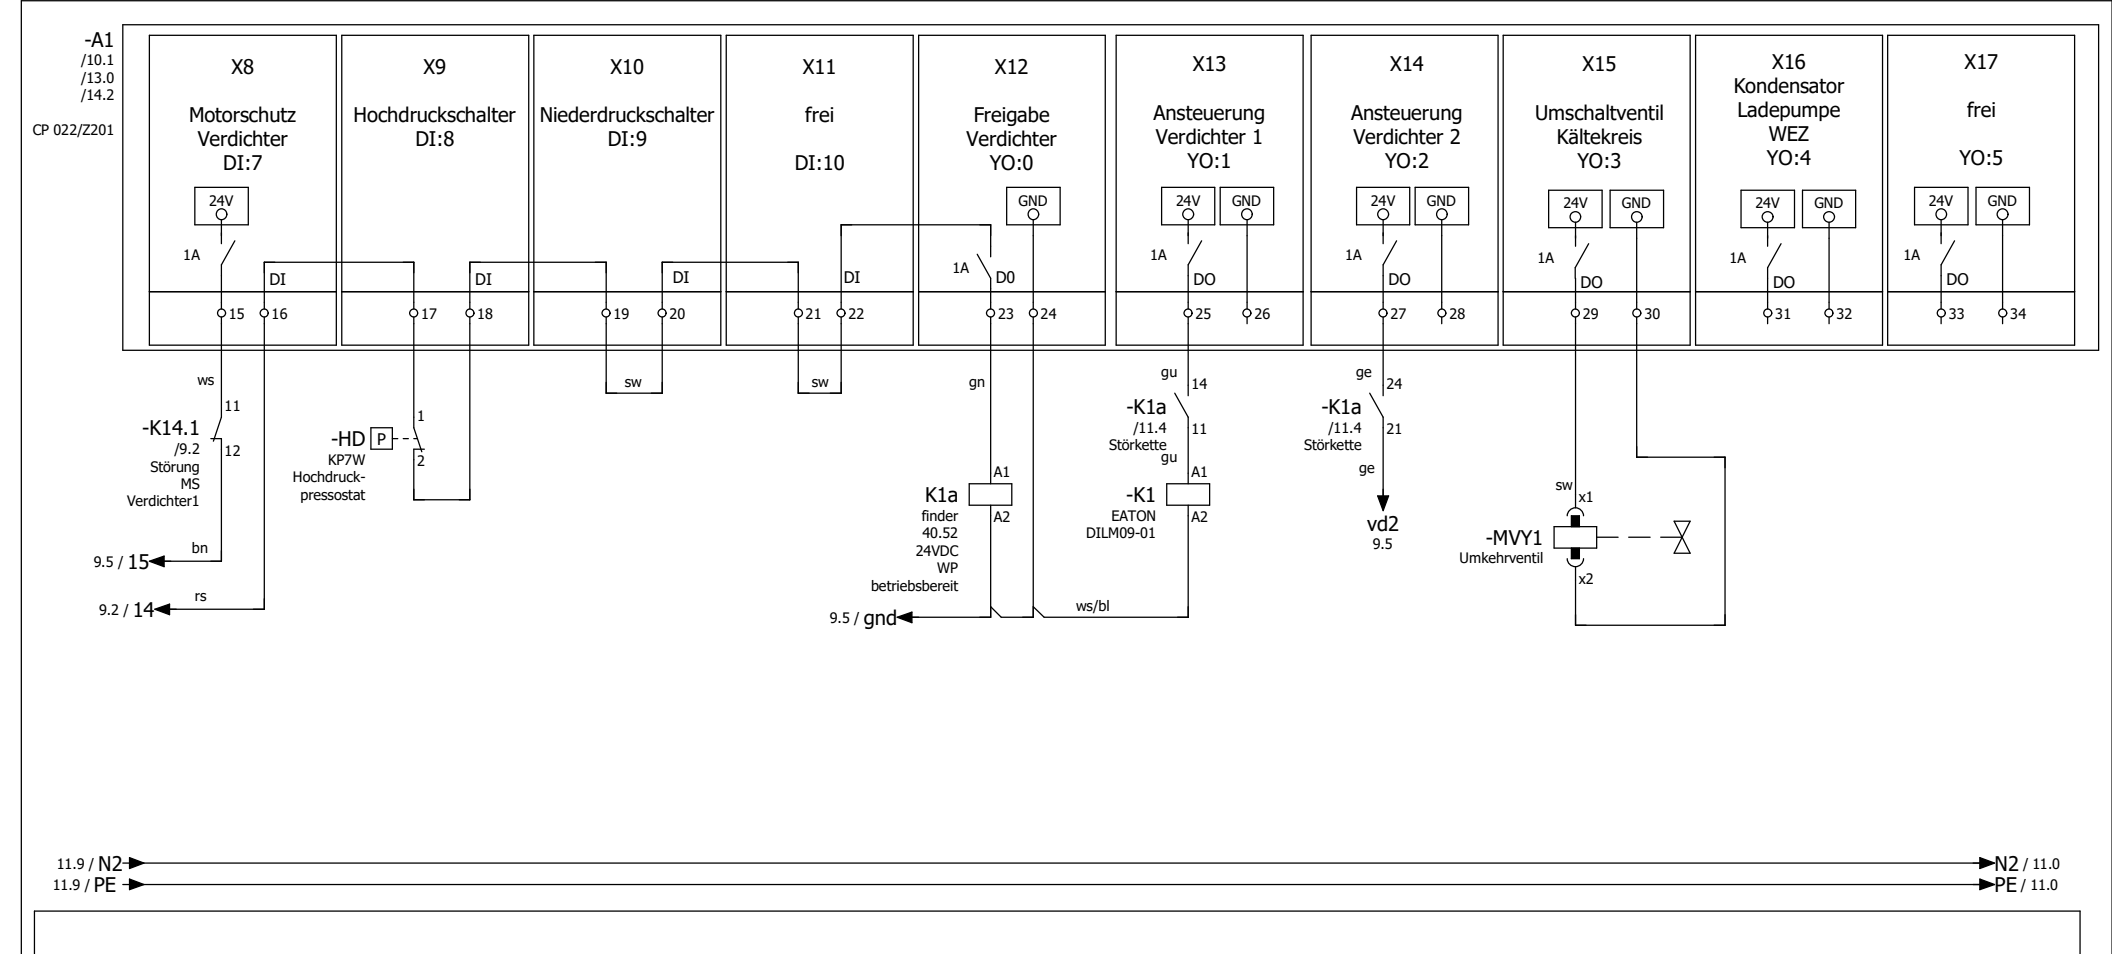 -A1
/10.1
/13.0
/14.2
CP 022/Z201
X8
Motorschutz
Verdichter
DI:7
24V
1A
DI
15
16
X9
Hochdruckschalter
DI:8
DI
17
18
X10
Niederdruckschalter
DI:9
DI
19
20
X11
frei
DI:10
DI
21
22
X12
Freigabe
Verdichter
YO:0
GND
1A
D0
23
24
X13
Ansteuerung
Verdichter 1
YO:1
24V
GND
1A
DO
25
26
X14
Ansteuerung
Verdichter 2
YO:2
24V
GND
1A
DO
27
28
X15
Umschaltventil
Kältekreis
YO:3
24V
GND
1A
DO
29
30
X16
Kondensator
Ladepumpe
WEZ
YO:4
24V
GND
1A
DO
31
32
X17
frei
YO:5
24V
GND
1A
DO
33
34
ws
11
-K14.1
/9.2
12
Störung
MS
Verdichter1
bn
9.5 / 15
rs
9.2 / 14
1
-HD
P
KP7W
2
Hochdruck-
pressostat
sw
sw
gn
A1
K1a
finder
A2
40.52
24VDC
WP
betriebsbereit
9.5 / gnd
ws/bl
gu
14
-K1a
/11.4
11
Störkette
gu
A1
-K1
EATON
A2
DILM09-01
ge
24
-K1a
/11.4
21
Störkette
ge
vd2
9.5
sw
x1
-MVY1
Umkehrventil
x2
11.9 / N2
N2 / 11.0
11.9 / PE
PE / 11.0